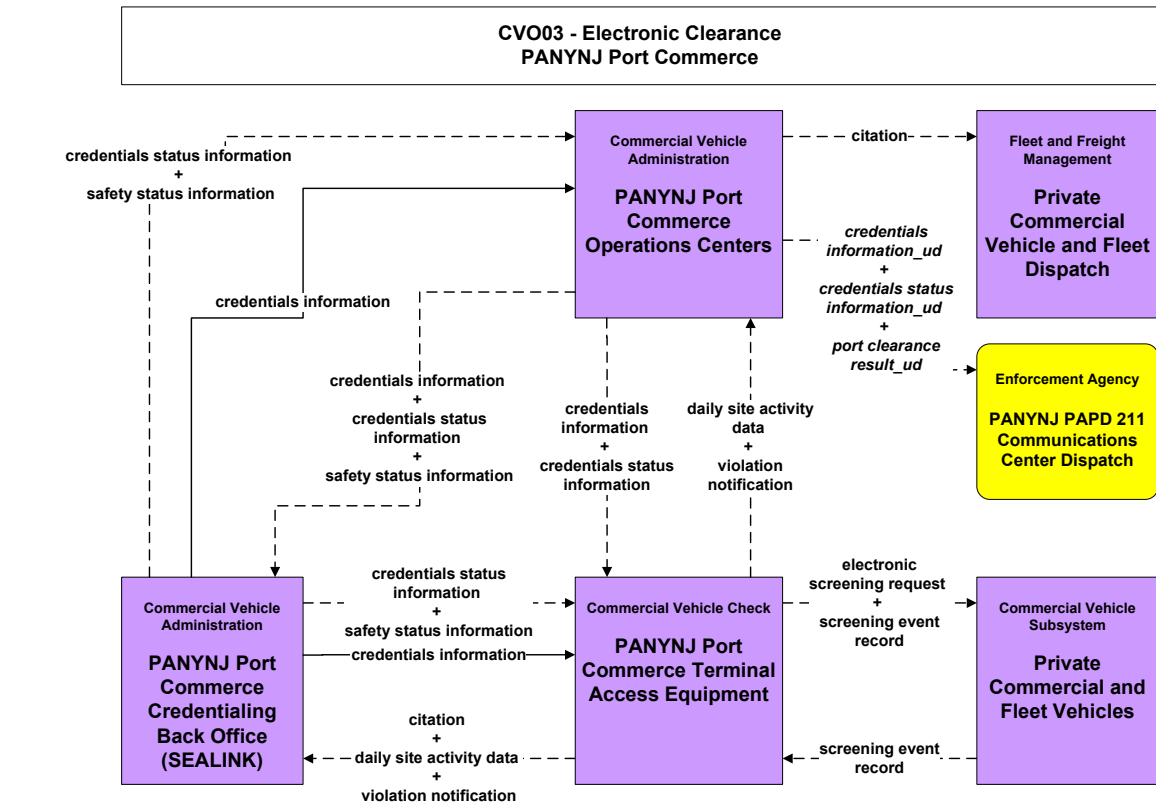 CVO03 - Electronic Clearance
PANYNJ Port Commerce
credentials status information
+
safety status information
Commercial Vehicle
Administration
PANYNJ Port
Commerce
Operations Centers
citation
Fleet and Freight
Management
Private
Commercial
Vehicle and Fleet
Dispatch
credentials
information_ud
+
credentials status
information_ud
+
port clearance
result_ud
credentials information
Enforcement Agency
PANYNJ PAPD 211
Communications
Center Dispatch
credentials information
+
credentials status
information
+
safety status information
credentials
information
+
credentials status
information
daily site activity
data
+
violation
notification
Commercial Vehicle
Administration
PANYNJ Port
Commerce
Credentialing
Back Office
(SEALINK)
credentials status
information
+
safety status information
credentials information
citation
+
daily site activity data
+
violation notification
Commercial Vehicle Check
PANYNJ Port
Commerce Terminal
Access Equipment
electronic
screening request
+
screening event
record
screening event
record
Commercial Vehicle
Subsystem
Private
Commercial and
Fleet Vehicles